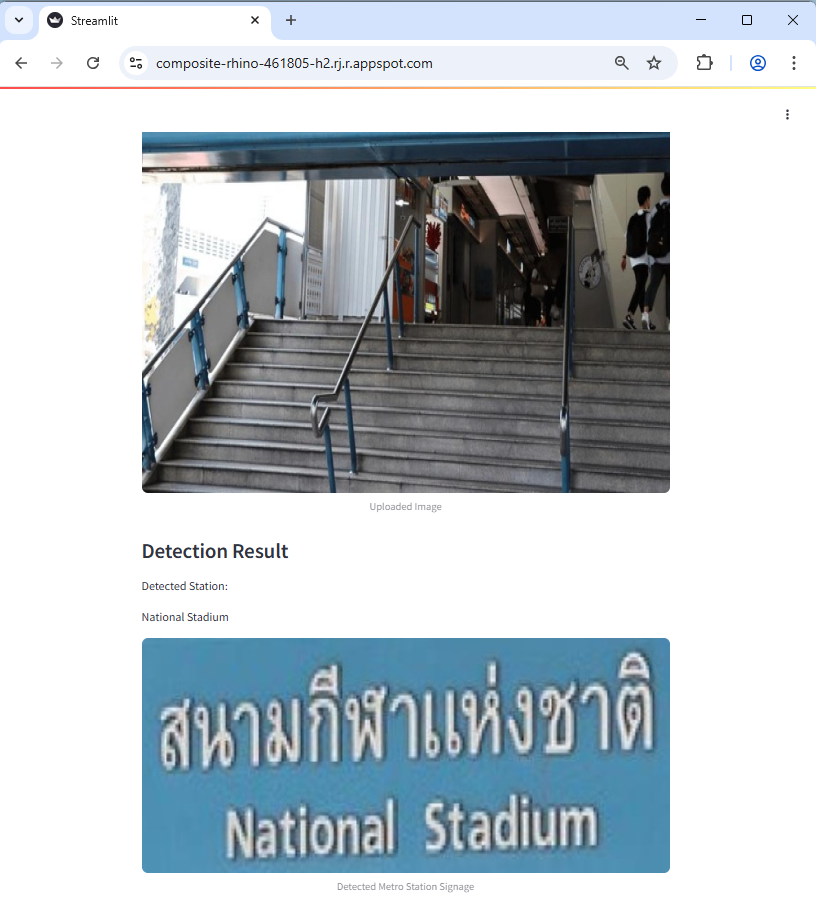 Streamlit
composite-rhino-461805-h2.rj.r.appspot.com
Uploaded Image
Detection Result
Detected Station:
National Stadium
สนามกีฬาแห่งชาติ
National Stadium
Detected Metro Station Signage